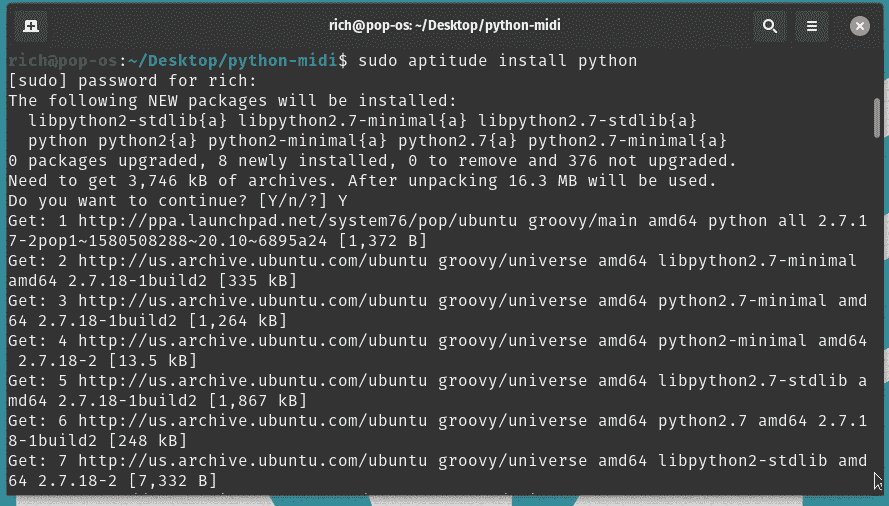 rich@pop-os: ~/Desktop/python-midi
rich@pop-os:~/Desktop/python-midi$ sudo aptitude install python
[sudo] password for rich:
The following NEW packages will be installed:
  libpython2-stdlib{a} libpython2.7-minimal{a} libpython2.7-stdlib{a}
  python python2{a} python2-minimal{a} python2.7{a} python2.7-minimal{a}
0 packages upgraded, 8 newly installed, 0 to remove and 376 not upgraded.
Need to get 3,746 kB of archives. After unpacking 16.3 MB will be used.
Do you want to continue? [Y/n/?] Y
Get: 1 http://ppa.launchpad.net/system76/pop/ubuntu groovy/main amd64 python all 2.7.1
7-2pop1~1580508288~20.10~6895a24 [1,372 B]
Get: 2 http://us.archive.ubuntu.com/ubuntu groovy/universe amd64 libpython2.7-minimal
amd64 2.7.18-1build2 [335 kB]
Get: 3 http://us.archive.ubuntu.com/ubuntu groovy/universe amd64 python2.7-minimal amd
64 2.7.18-1build2 [1,264 kB]
Get: 4 http://us.archive.ubuntu.com/ubuntu groovy/universe amd64 python2-minimal amd64
 2.7.18-2 [13.5 kB]
Get: 5 http://us.archive.ubuntu.com/ubuntu groovy/universe amd64 libpython2.7-stdlib a
md64 2.7.18-1build2 [1,867 kB]
Get: 6 http://us.archive.ubuntu.com/ubuntu groovy/universe amd64 python2.7 amd64 2.7.1
8-1build2 [248 kB]
Get: 7 http://us.archive.ubuntu.com/ubuntu groovy/universe amd64 libpython2-stdlib amd
64 2.7.18-2 [7,332 B]